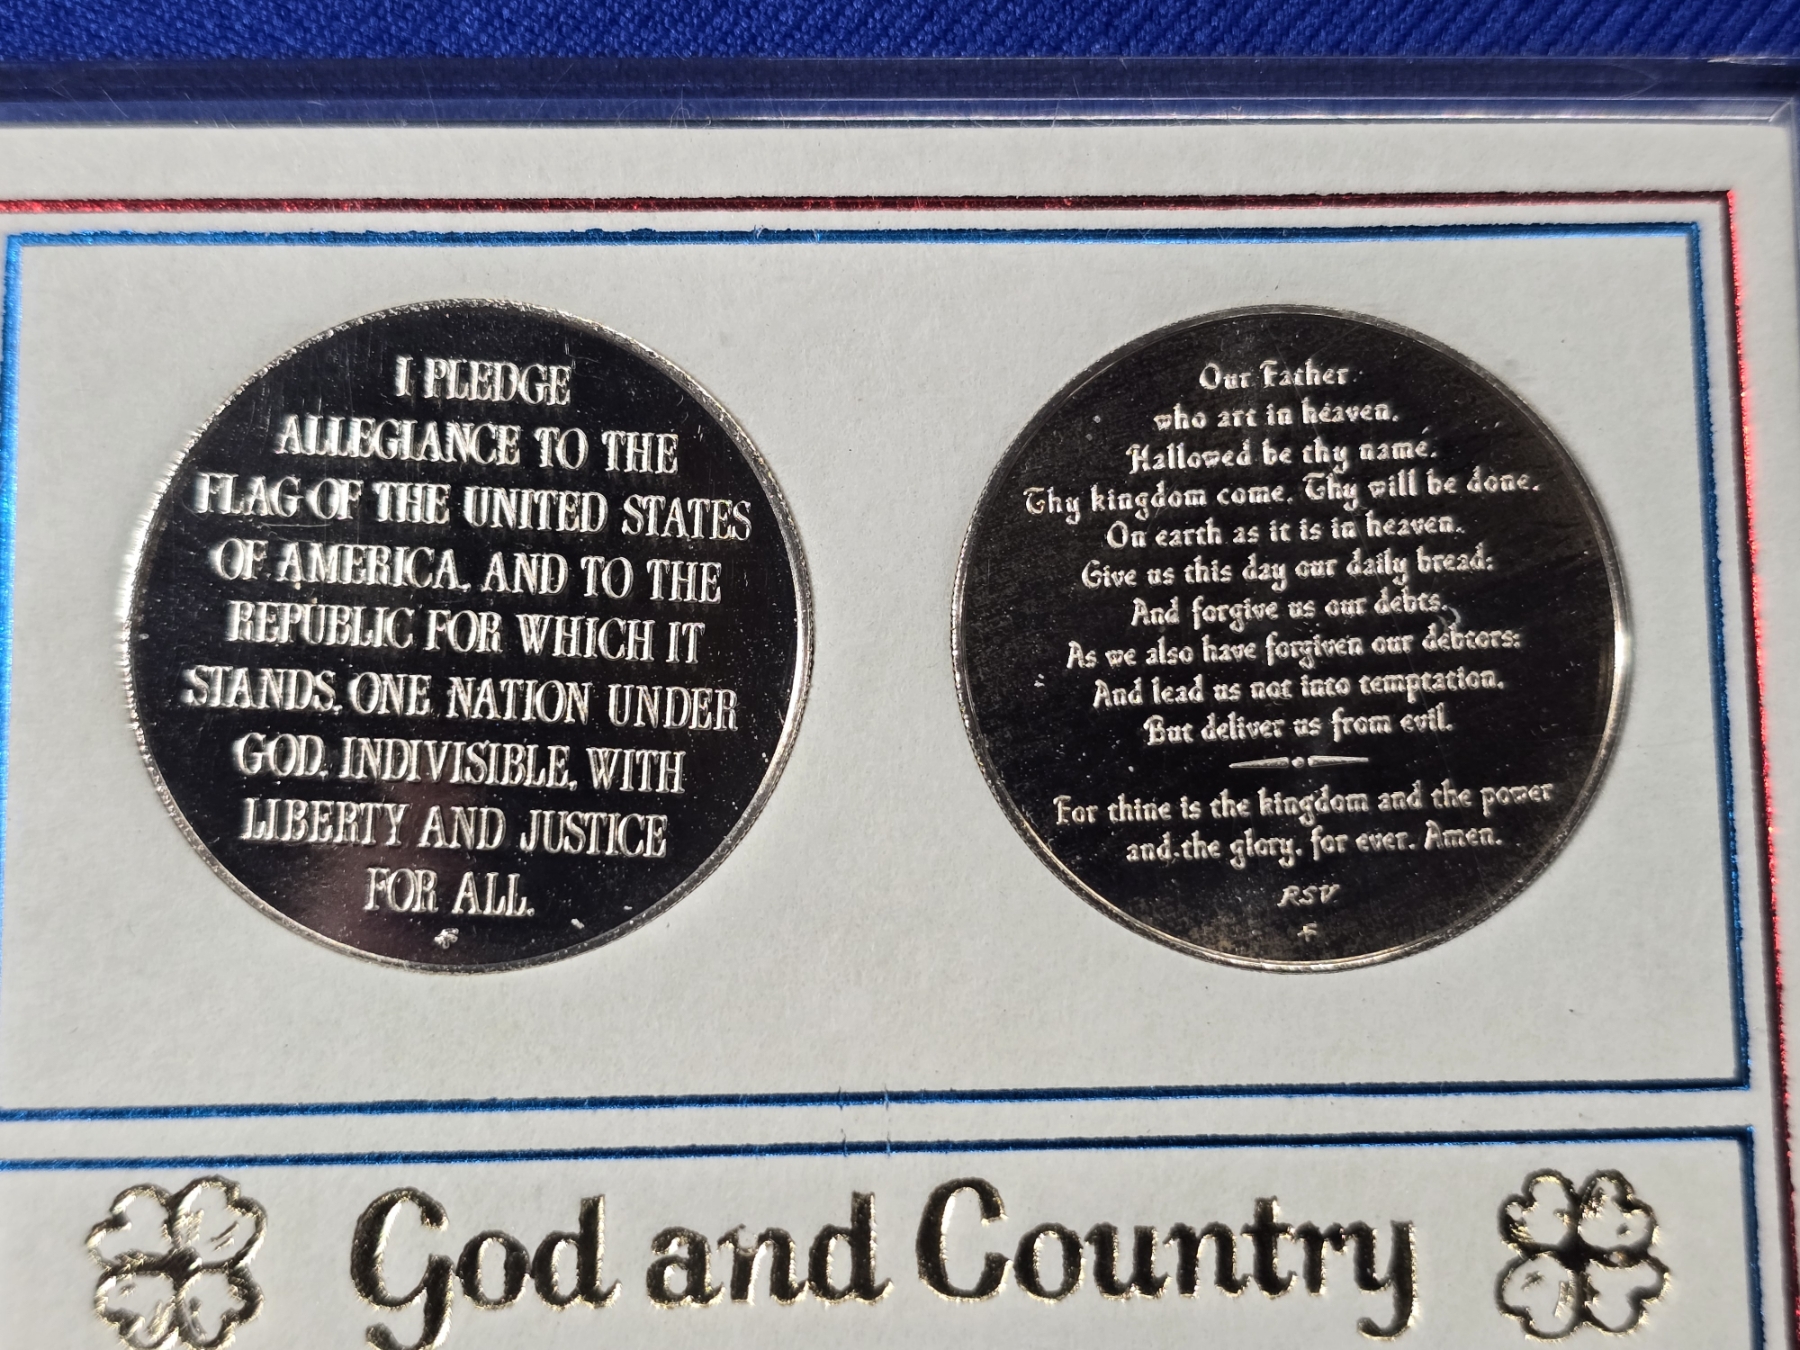 I PLEDGE
ALLEGIANCE TO THE
FLAG OF THE UNITED STATES
OF AMERICA, AND TO THE
REPUBLIC FOR WHICH IT
STANDS, ONE NATION UNDER
GOD, INDIVISIBLE, WITH
LIBERTY AND JUSTICE
FOR ALL.
Our Father
who art in heaven,
Hallowed be thy name.
Thy kingdom come, Thy will be done,
On earth as it is in heaven.
Give us this day our daily bread;
And forgive us our debts,
As we also have forgiven our debtors;
And lead us not into temptation,
But deliver us from evil.
For thine is the kingdom and the power
and the glory, for ever. Amen.
RSV
God and Country